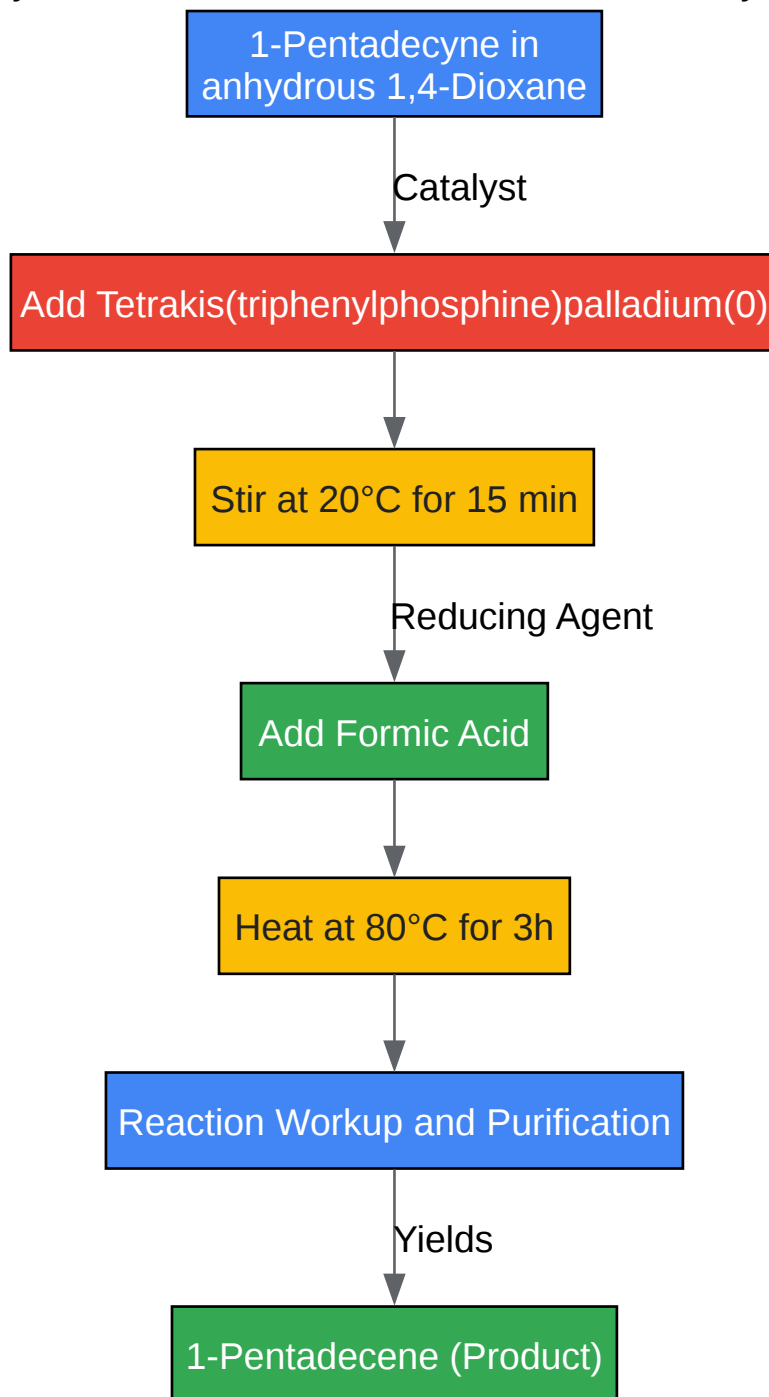 1-Pentadecyne in
anhydrous 1,4-Dioxane
Catalyst
Add Tetrakis(triphenylphosphine)palladium(0)
Stir at 20°C for 15 min
Reducing Agent
Add Formic Acid
Heat at 80°C for 3h
Reaction Workup and Purification
Yields
1-Pentadecene (Product)